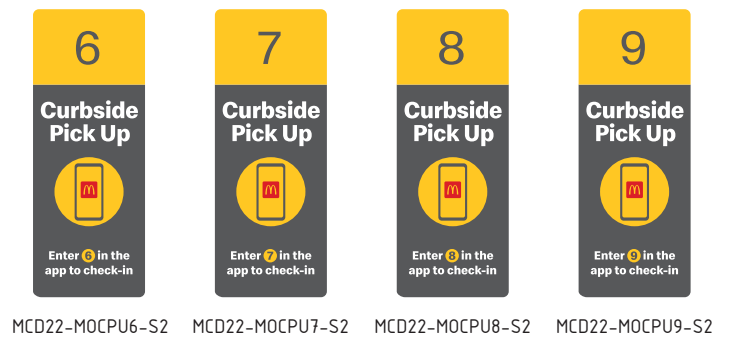 6
Curbside
Pick Up
Enter 6 in the
app to check-in
MCD22-MOCPU6-S2
7
Curbside
Pick Up
Enter 7 in the
app to check-in
MCD22-MOCPU7-S2
8
Curbside
Pick Up
Enter 8 in the
app to check-in
MCD22-MOCPU8-S2
9
Curbside
Pick Up
Enter 9 in the
app to check-in
MCD22-MOCPU9-S2